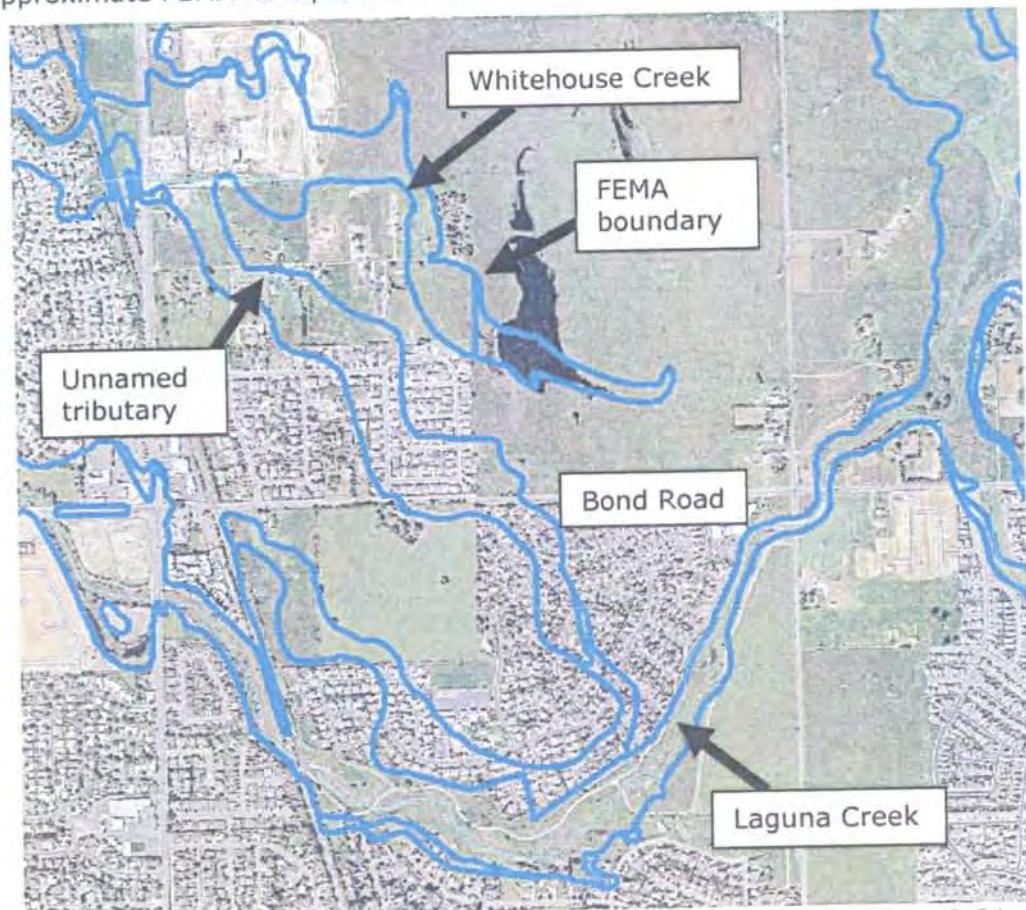 Whitehouse Creek
FEMA
boundary
Unnamed
tributary
Bond Road
Laguna Creek